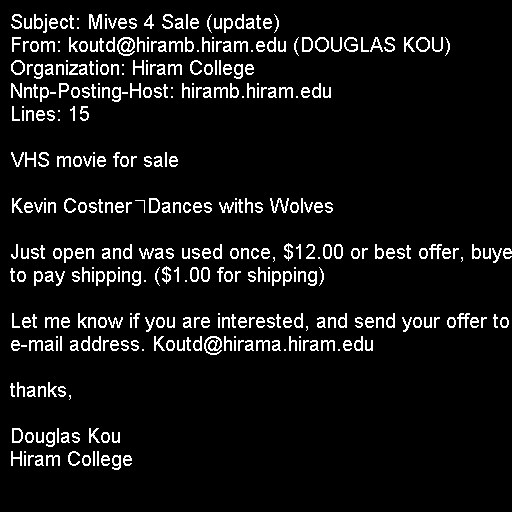 Subject: Mives 4 Sale (update)
From: koutd@hiramb.hiram.edu (DOUGLAS KOU)
Organization: Hiram College
Nntp-Posting-Host: hiramb.hiram.edu
Lines: 15
VHS movie for sale
Kevin Costner Dances withs Wolves
Just open and was used once, $12.00 or best offer, buye
to pay shipping. ($1.00 for shipping)
Let me know if you are interested, and send your offer to
e-mail address. Koutd@hirama.hiram.edu
thanks,
Douglas Kou
Hiram College